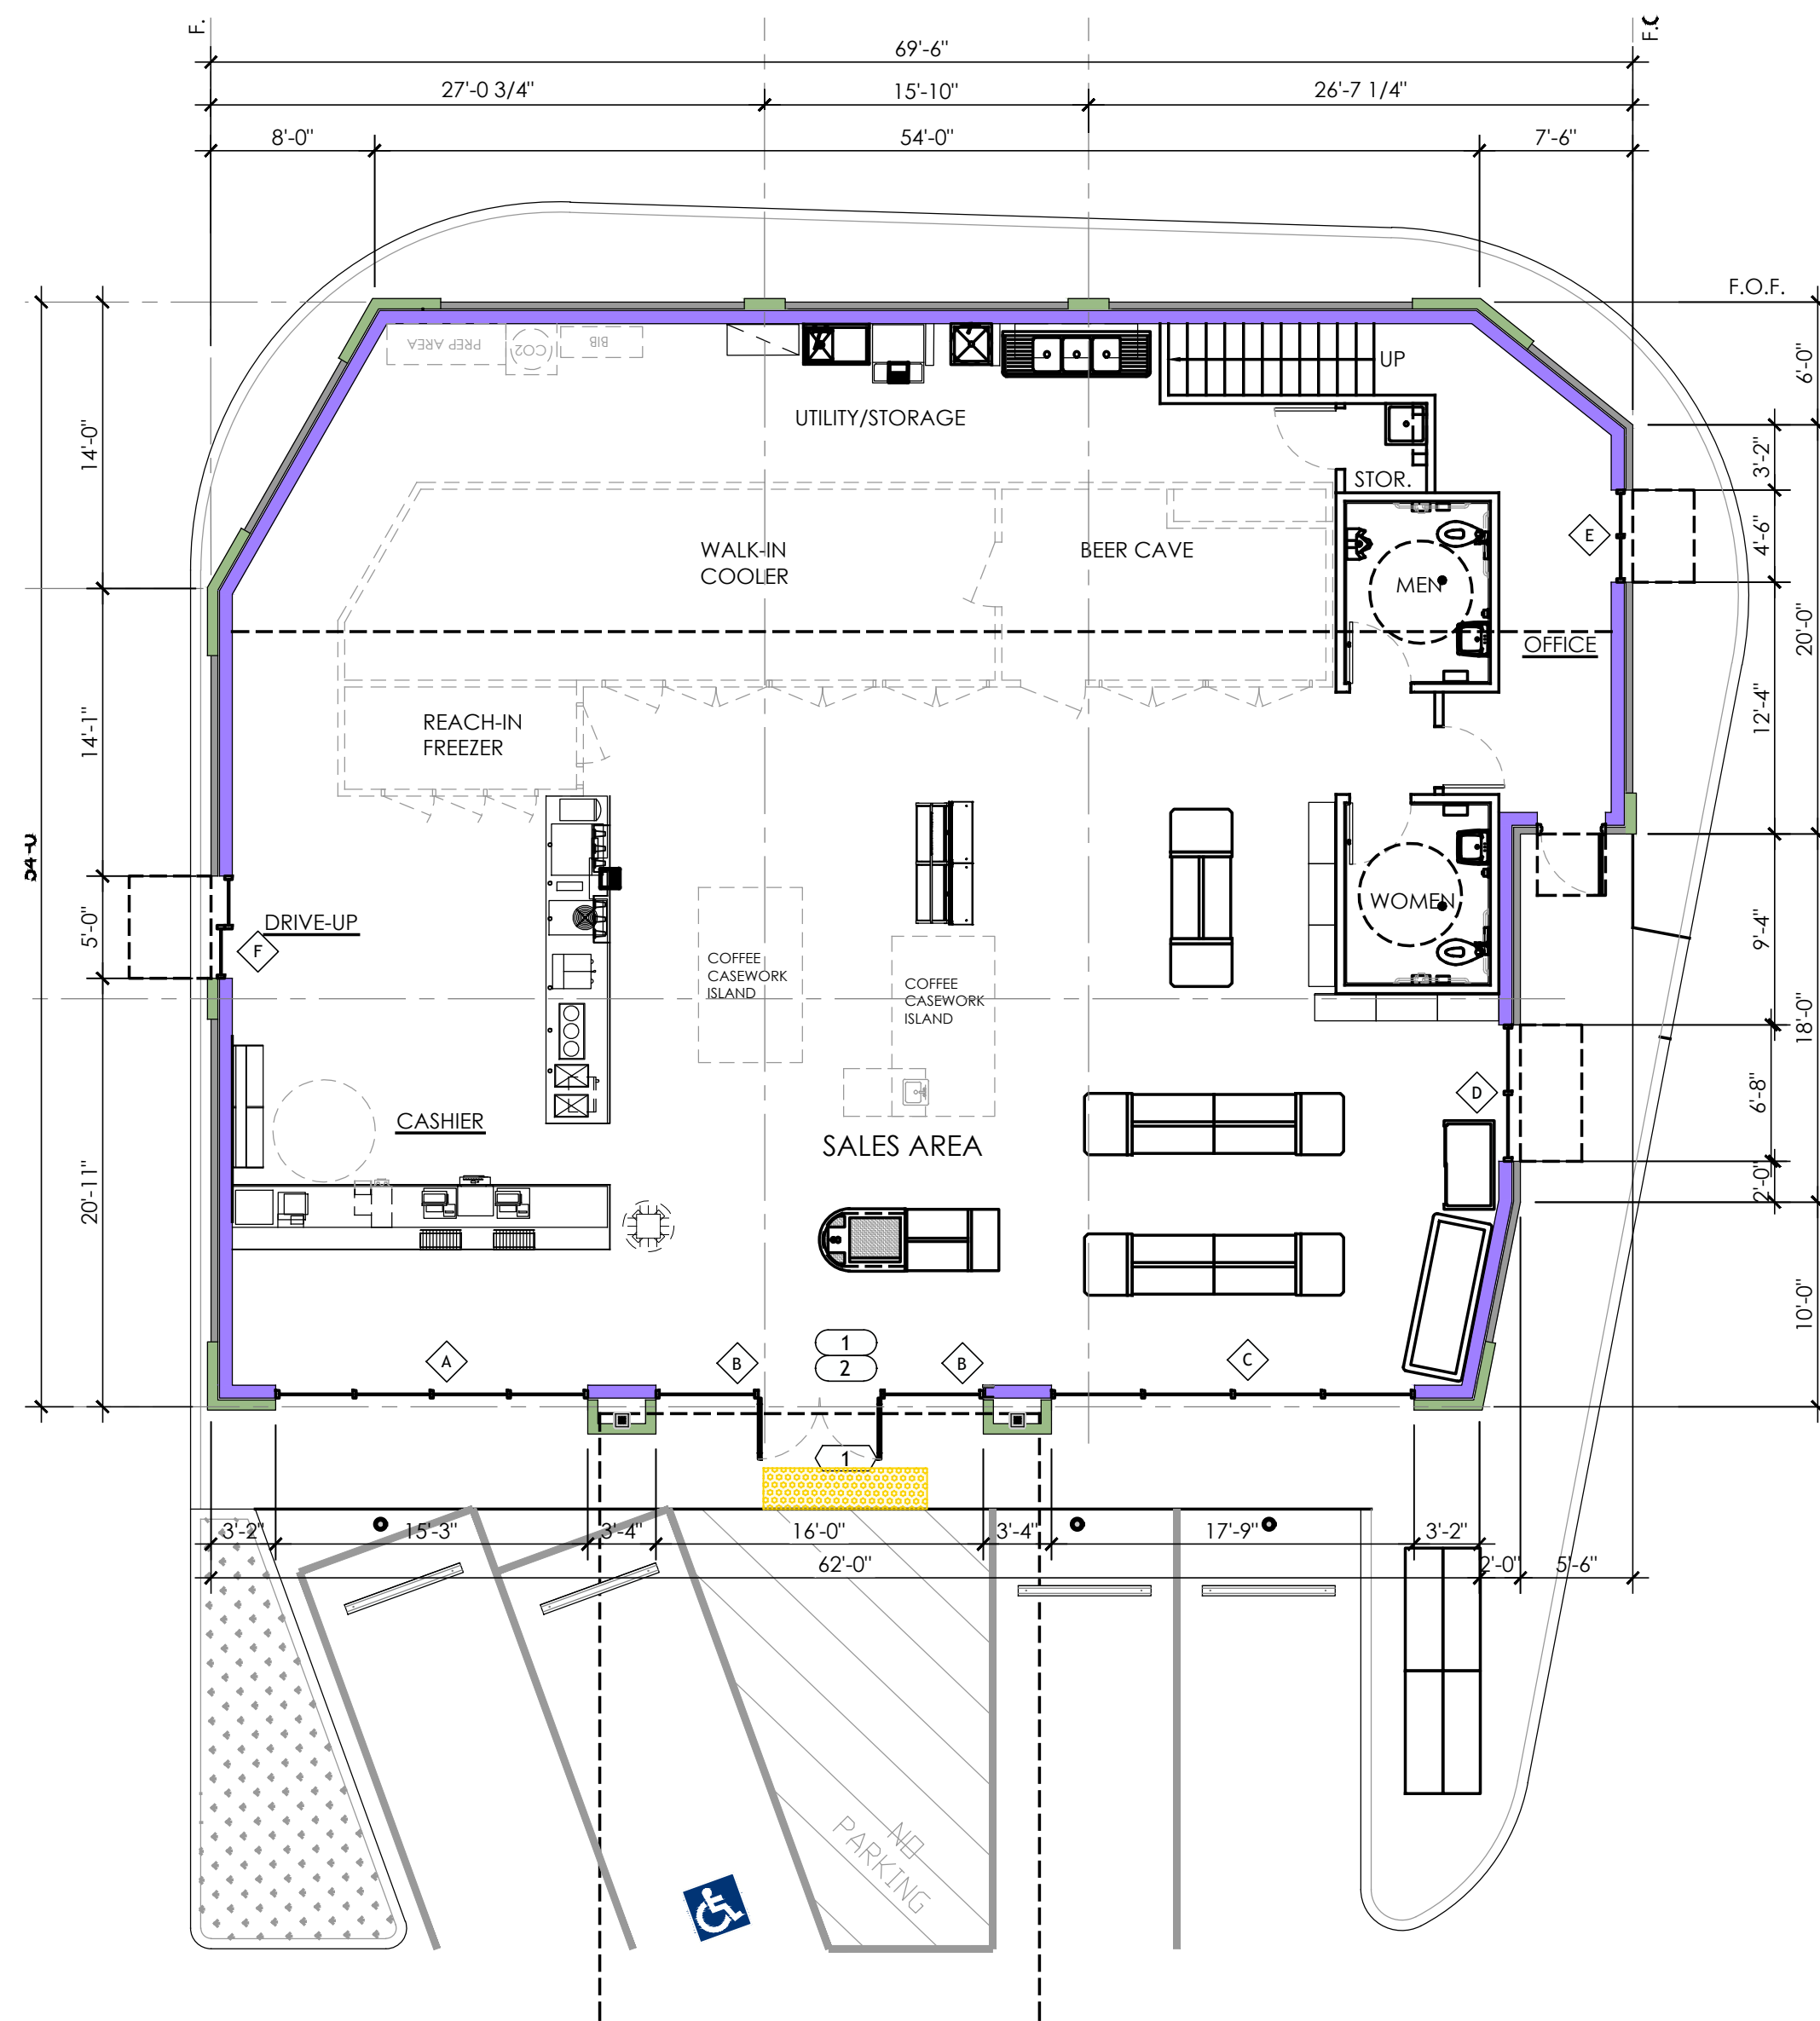 F.
F.O
69'-6"
27'-0 3/4"
15'-10"
26'-7 1/4"
8'-0"
54'-0"
7'-6"
F.O.F.
PREP AREA
CO2
BIB
UP
UTILITY/STORAGE
6'-0"
14'-0"
STOR.
3'-2"
WALK-IN
COOLER
BEER CAVE
MEN
E
4'-6"
OFFICE
20'-0"
REACH-IN
FREEZER
14'-1"
12'-4"
54'-0
DRIVE-UP
F
5'-0"
WOMEN
9'-4"
COFFEE
CASEWORK
ISLAND
COFFEE
CASEWORK
ISLAND
18'-0"
D
6'-8"
CASHIER
SALES AREA
20'-11"
2'-0"
10'-0"
A
B
1
2
B
C
1
3'-2"
15'-3"
3'-4"
16'-0"
3'-4"
17'-9"
3'-2"
62'-0"
2'-0"
5'-6"
NO
PARKING